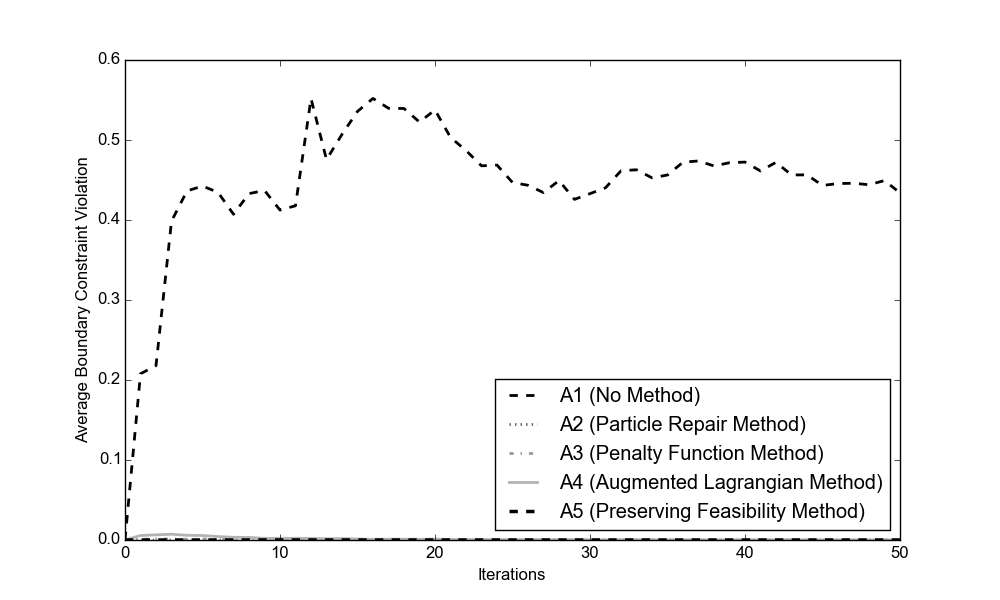 0.6
0.5
0.4
0.3
0.2
0.1
0.0
Average Boundary Constraint Violation
A1 (No Method)
A2 (Particle Repair Method)
A3 (Penalty Function Method)
A4 (Augmented Lagrangian Method)
A5 (Preserving Feasibility Method)
0 10 20 30 40 50
Iterations